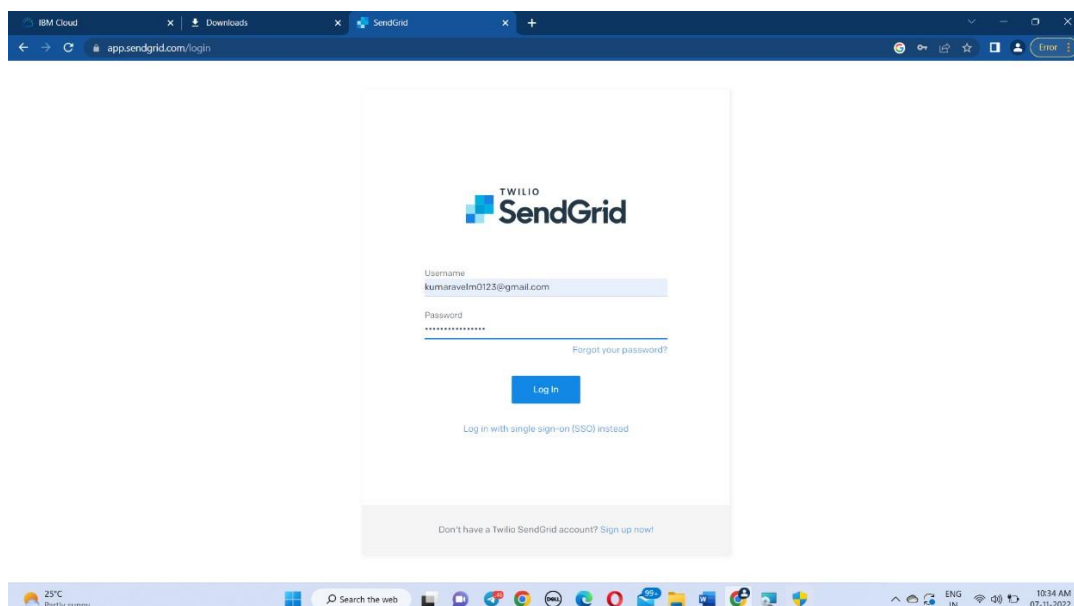 IBM Cloud
Downloads
SendGrid
app.sendgrid.com/login
Error
TWILIO
SendGrid
Username
kumaravelm0123@gmail.com
Password
•••••••••••••••
Forgot your password?
Log In
Log in with single sign-on (SSO) instead
Don't have a Twilio SendGrid account? Sign up now!
25°C
Partly sunny
Search the web
DELL
99+
ENG
IN
10:34 AM
07-11-2022